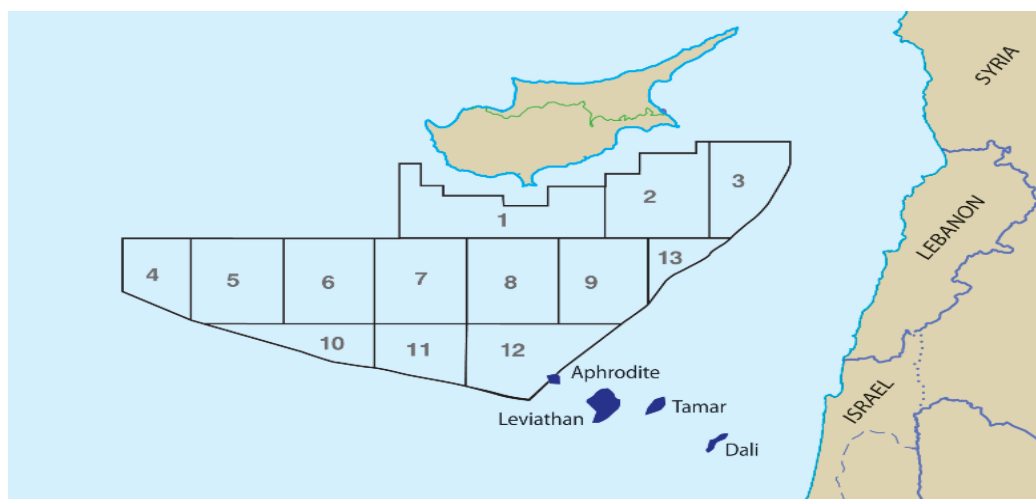 SYRIA
LEBANON
ISRAEL
1
2
3
4
5
6
7
8
9
13
10
11
12
Aphrodite
Leviathan
Tamar
Dali